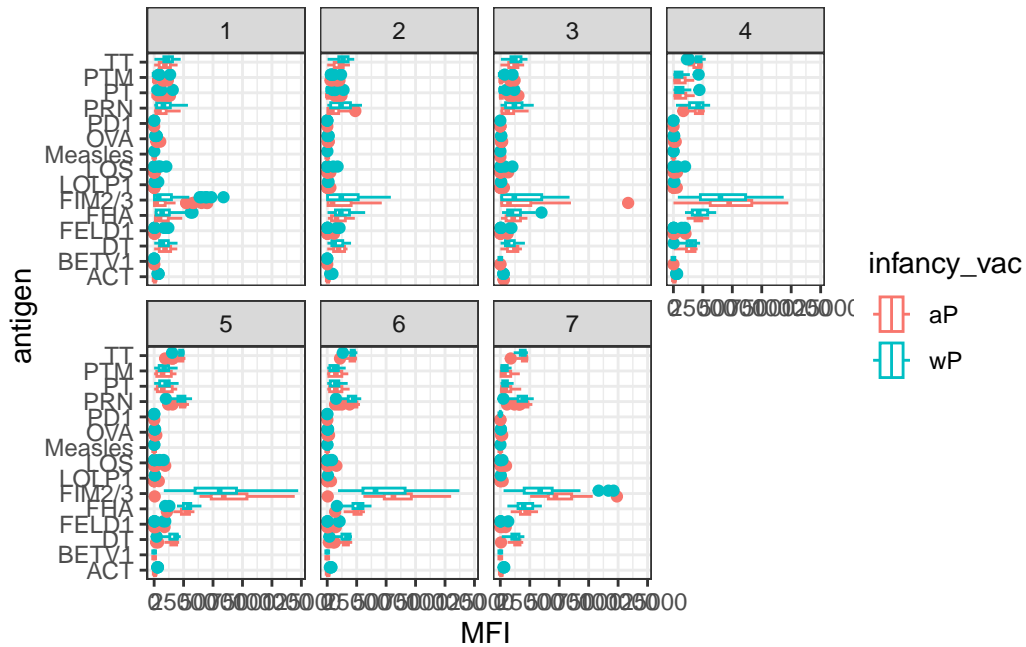 1 2 3 4
TT
PTM
PT
PRN
PD1
OVA
Measles
LOS
LOLP1
FIM2/3
FHA
FELD1
DT
BETV1
ACT
antigen
5 6 7
TT
PTM
PT
PRN
PD1
OVA
Measles
LOS
LOLP1
FIM2/3
FHA
FELD1
DT
BETV1
ACT
MFI
infancy_vac
aP
wP